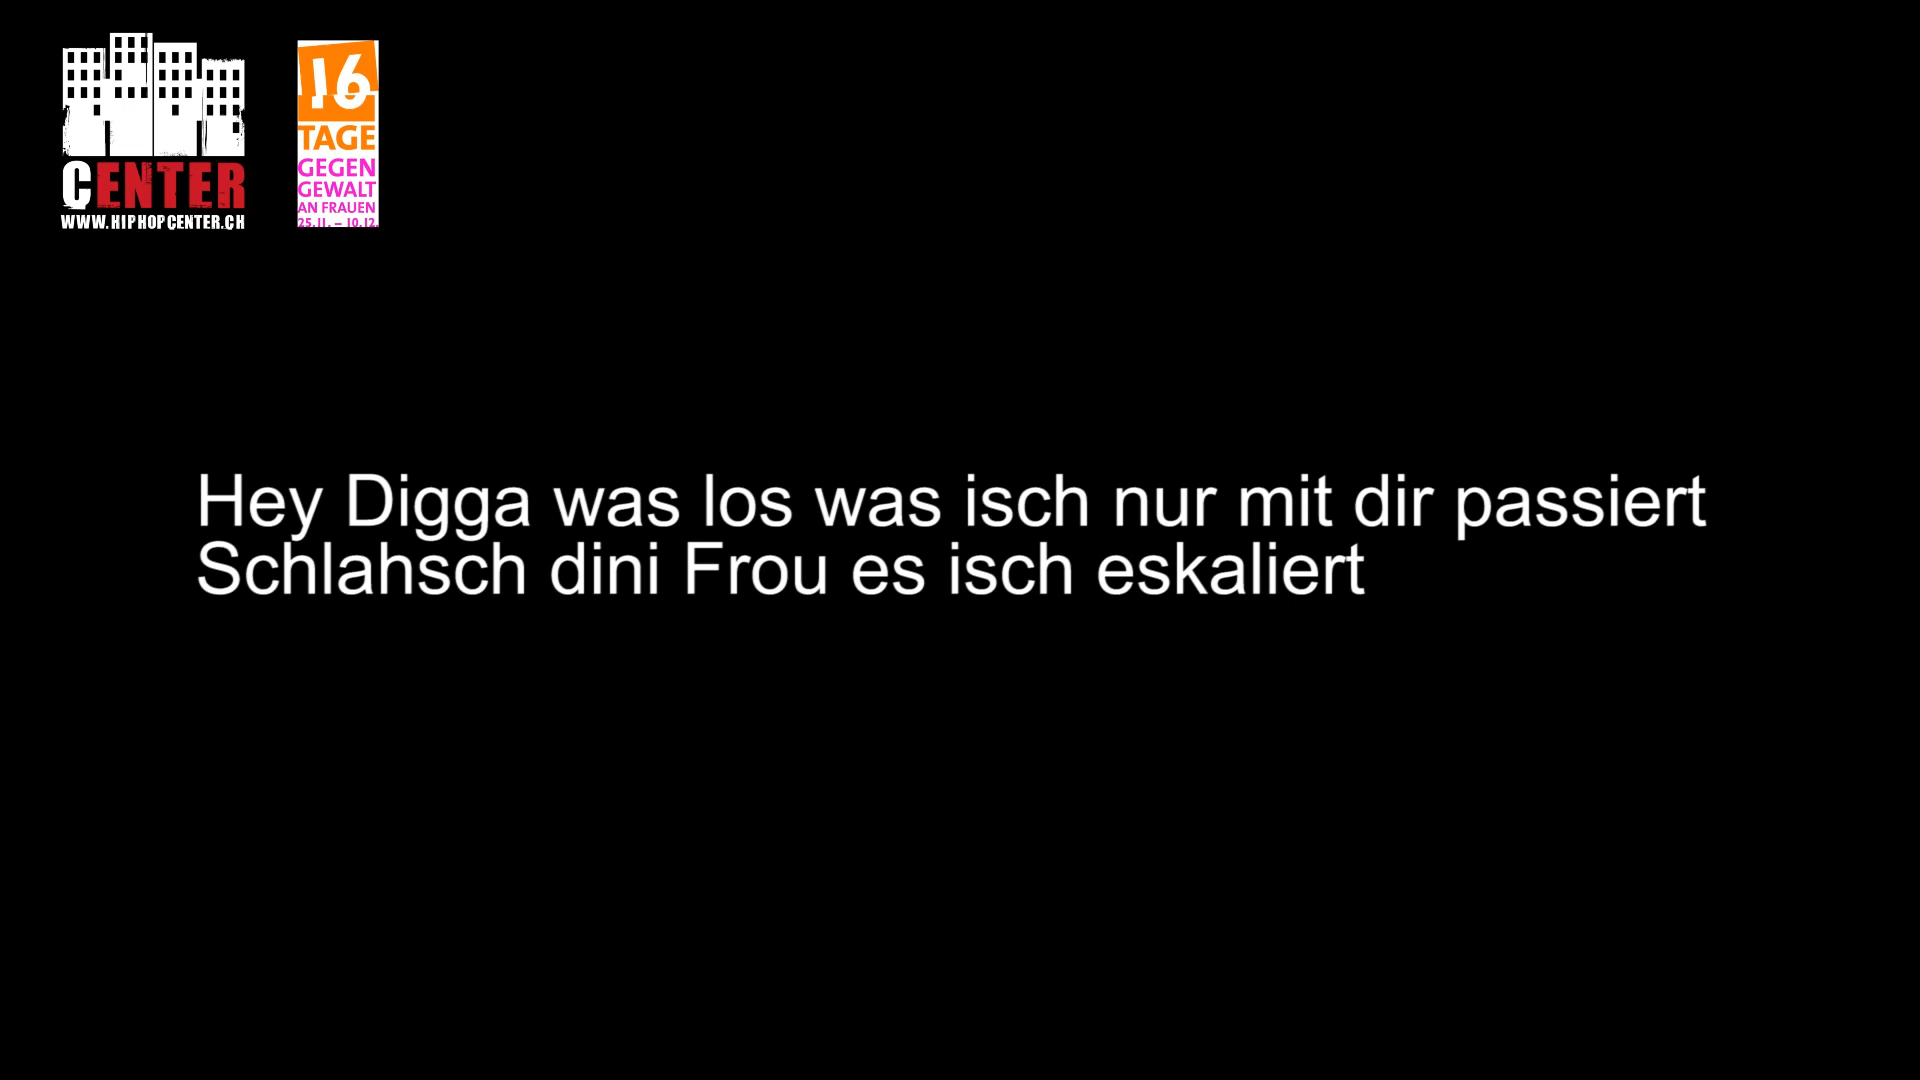 CENTER
WWW.HIPHOPCENTER.CH
16
TAGE
GEGEN
GEWALT
AN FRAUEN
25.11. – 10.12.
Hey Digga was los was isch nur mit dir passiert
Schlahsch dini Frou es isch eskaliert